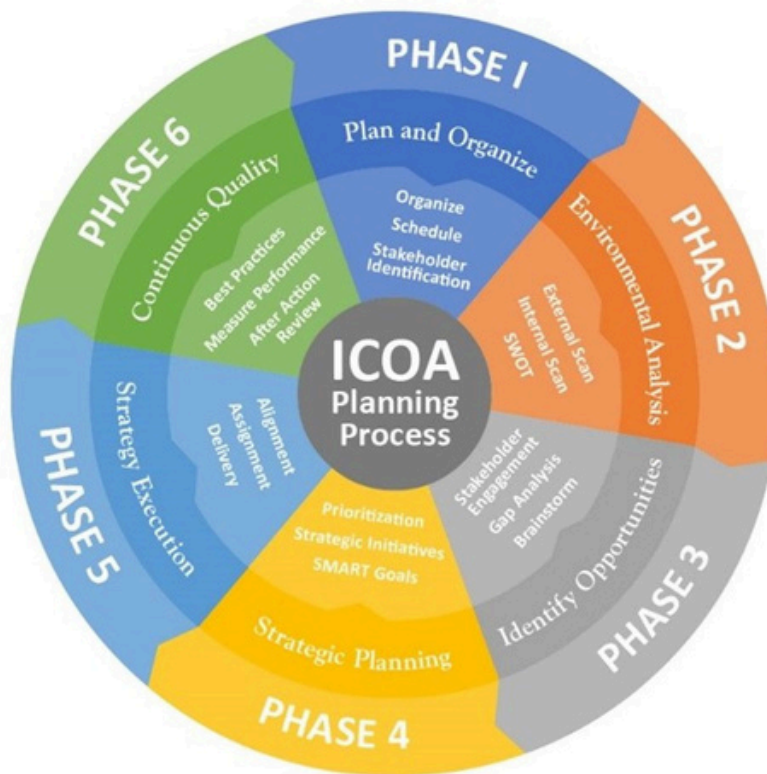 PHASE I
Plan and Organize
Organize
Schedule
Stakeholder
Identification
PHASE 2
Environmental Analysis
External Scan
Internal Scan
SWOT
PHASE 3
Identify Opportunities
Stakeholder
Engagement
Gap Analysis
Brainstorm
PHASE 4
Strategic Planning
Prioritization
Strategic Initiatives
SMART Goals
PHASE 5
Strategy Execution
Alignment
Assignment
Delivery
PHASE 6
Continuous Quality
Best Practices
Measure Performance
After Action
Review
ICOA
Planning
Process